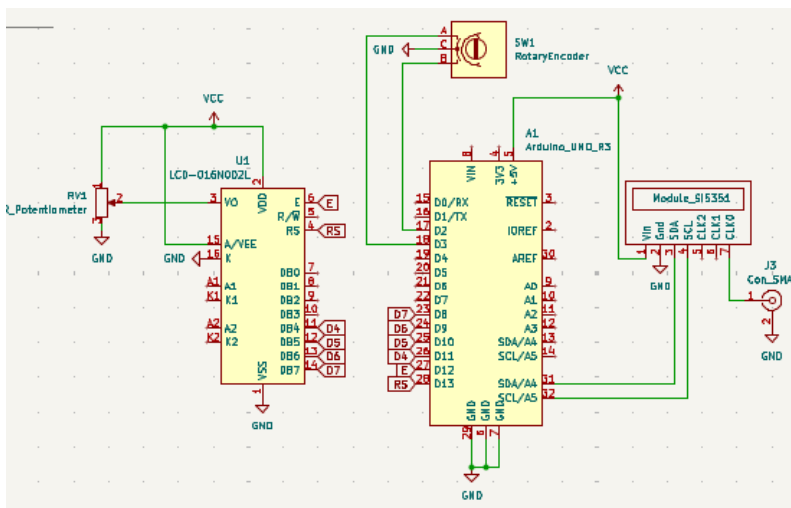 A
C
B
GND
SW1
RotaryEncoder
VCC
VCC
A1
Arduino_UNO_R3
U1
LCD-016N002L
RV1
R_Potentiometer
2
1
3
GND
3 VO
VDD 2
E 6 E
R/W 5
RS 4 RS
15 A/VEE
GND 16 K
DB0 7
A1 A1
DB1 8
K1 K1
DB2 9
DB3 10
A2 A2
DB4 11 D4
K2 K2
DB5 12 D5
DB6 13 D6
DB7 14 D7
VSS
1
GND
8 4 5
VIN 3V3 +5V
15 D0/RX
RESET 3
16 D1/TX
17 D2
IOREF 2
18 D3
19 D4
AREF 30
20 D5
21 D6
A0 9
22 D7
A1 10
D7 23 D8
A2 11
D6 24 D9
A3 12
D5 25 D10
SDA/A4 13
D4 26 D11
SCL/A5 14
E 27 D12
RS 28 D13
SDA/A4 31
SCL/A5 32
GND GND GND
29 6 7
GND
Module_SI5351
Vin Gnd SDA SCL CLK2 CLK1 CLK0
1 2 3 4 5 6 7
GND
J3
Con_SMA
1
2
GND